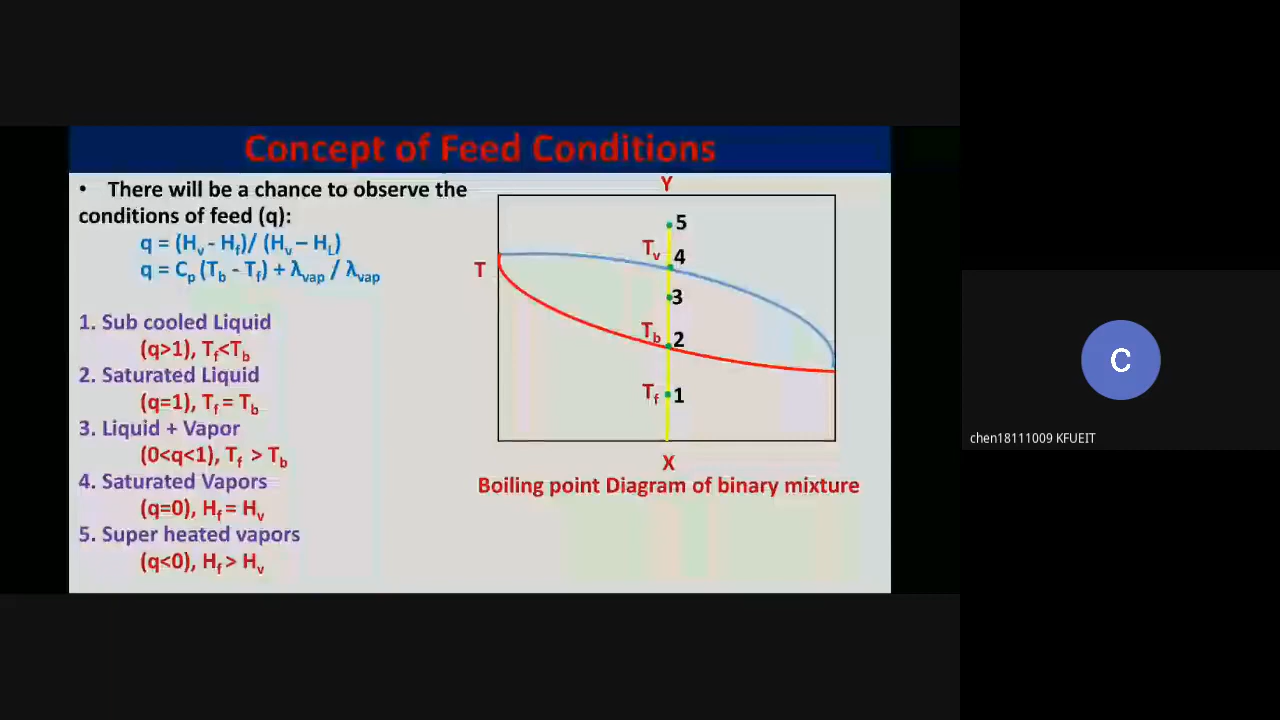 Concept of Feed Conditions
• There will be a chance to observe the
conditions of feed (q):
q = (Hv - Hf)/ (Hv – HL)
q = Cp (Tb - Tf) + λvap / λvap
1. Sub cooled Liquid
(q>1), Tf<Tb
2. Saturated Liquid
(q=1), Tf = Tb
3. Liquid + Vapor
(0<q<1), Tf > Tb
4. Saturated Vapors
(q=0), Hf = Hv
5. Super heated vapors
(q<0), Hf > Hv
Y
5
Tv 4
T
3
Tb 2
Tf 1
X
Boiling point Diagram of binary mixture
C
chen18111009 KFUEIT